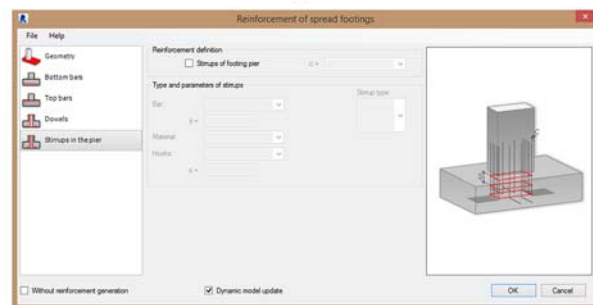 Reinforcement of spread footings
File Help
Geometry
Bottom bars
Top bars
Dowels
Stirrups in the pier
Reinforcement definition
Stirrups of footing pier
Type and parameters of stirrups
Stirrup type:
Bar:
Material:
Hooks:
Without reinforcement generation
Dynamic model update
OK
Cancel